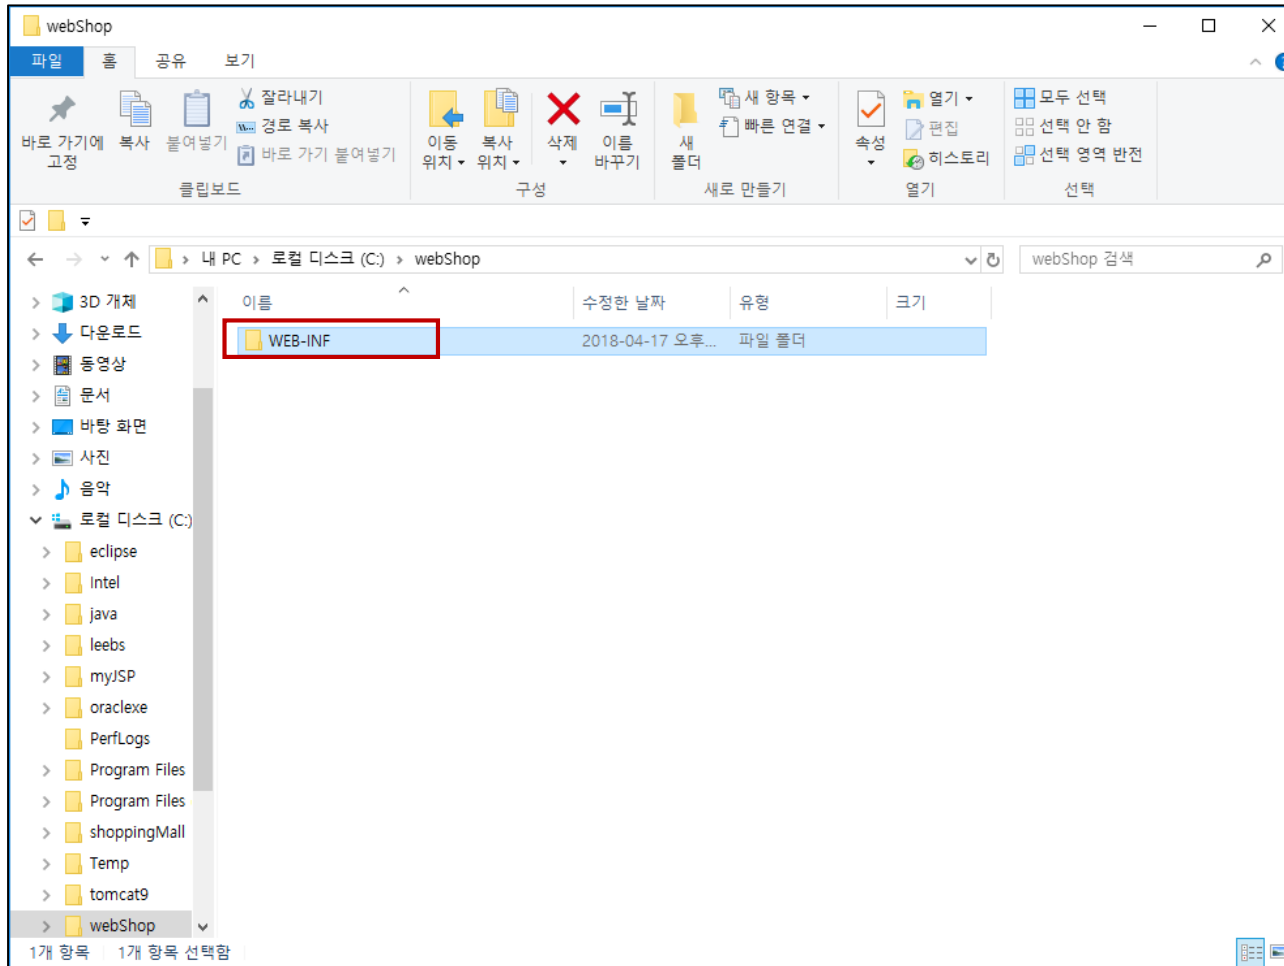 webShop
파일 홈 공유 보기
바로 가기에 고정
복사
붙여넣기
잘라내기
경로 복사
바로 가기 붙여넣기
클립보드
이동 위치
복사 위치
삭제
이름 바꾸기
구성
새 폴더
새 항목
빠른 연결
새로 만들기
속성
열기
편집
히스토리
열기
모두 선택
선택 안 함
선택 영역 반전
선택
내 PC > 로컬 디스크 (C:) > webShop
webShop 검색
이름 수정한 날짜 유형 크기
WEB-INF 2018-04-17 오후... 파일 폴더
3D 개체
다운로드
동영상
문서
바탕 화면
사진
음악
로컬 디스크 (C:)
eclipse
Intel
java
leebs
myJSP
oraclexe
PerfLogs
Program Files
Program Files
shoppingMall
Temp
tomcat9
webShop
1개 항목 1개 항목 선택함